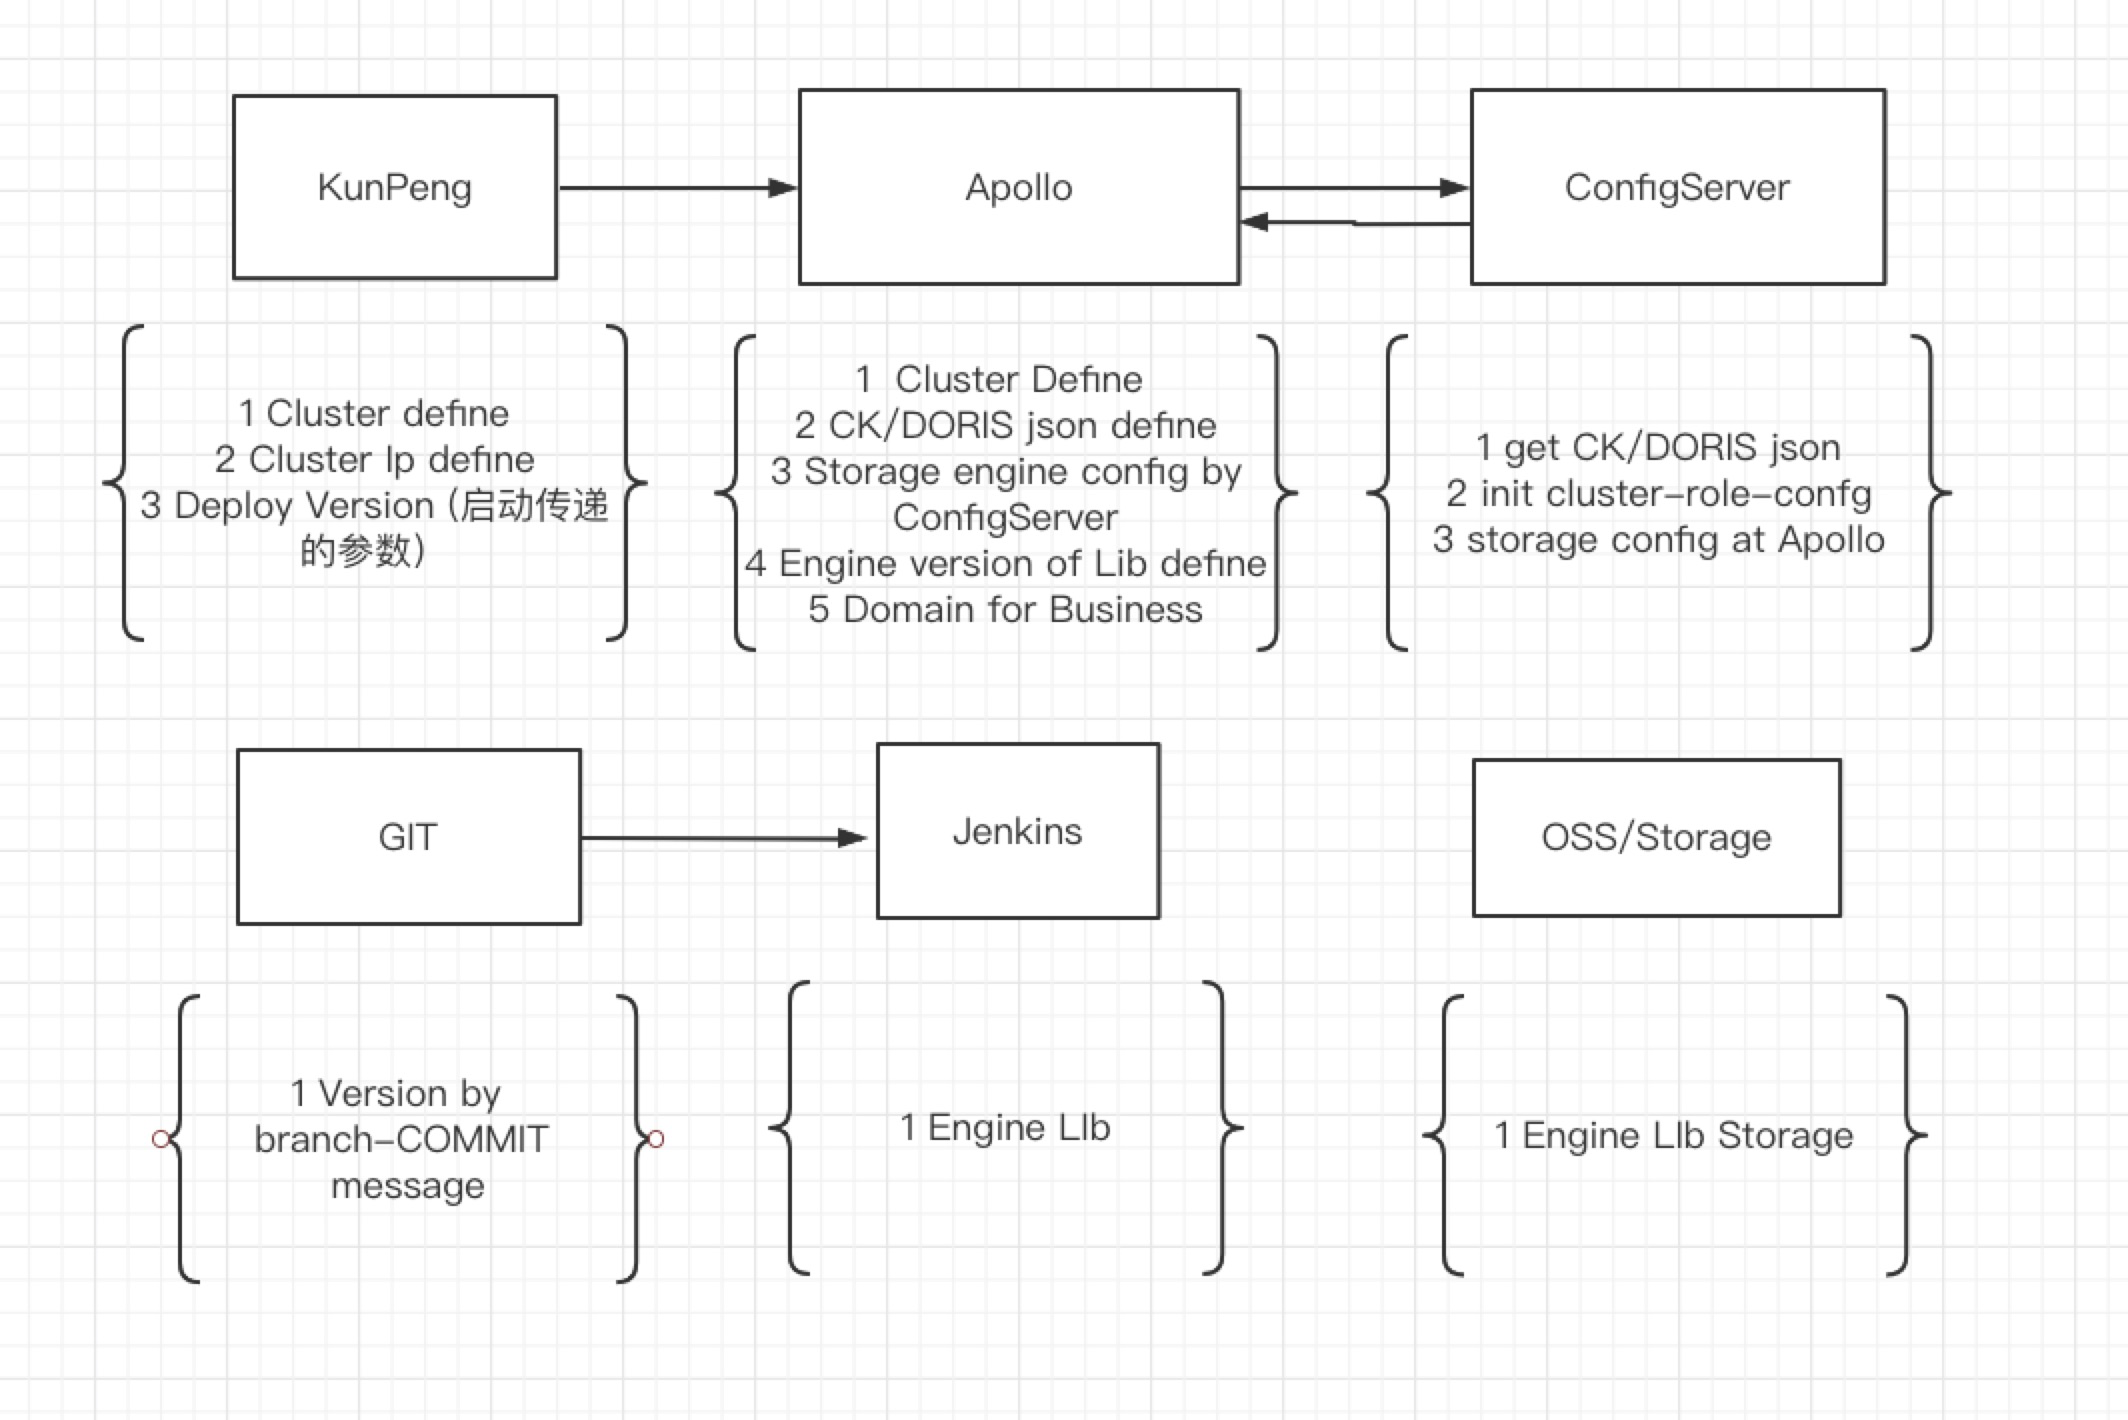 KunPeng
Apollo
ConfigServer
1 Cluster define
2 Cluster Ip define
3 Deploy Version (启动传递
的参数)
1 Cluster Define
2 CK/DORIS json define
3 Storage engine config by
ConfigServer
4 Engine version of Lib define
5 Domain for Business
1 get CK/DORIS json
2 init cluster-role-confg
3 storage config at Apollo
GIT
Jenkins
OSS/Storage
1 Version by
branch-COMMIT
message
1 Engine LIb
1 Engine LIb Storage